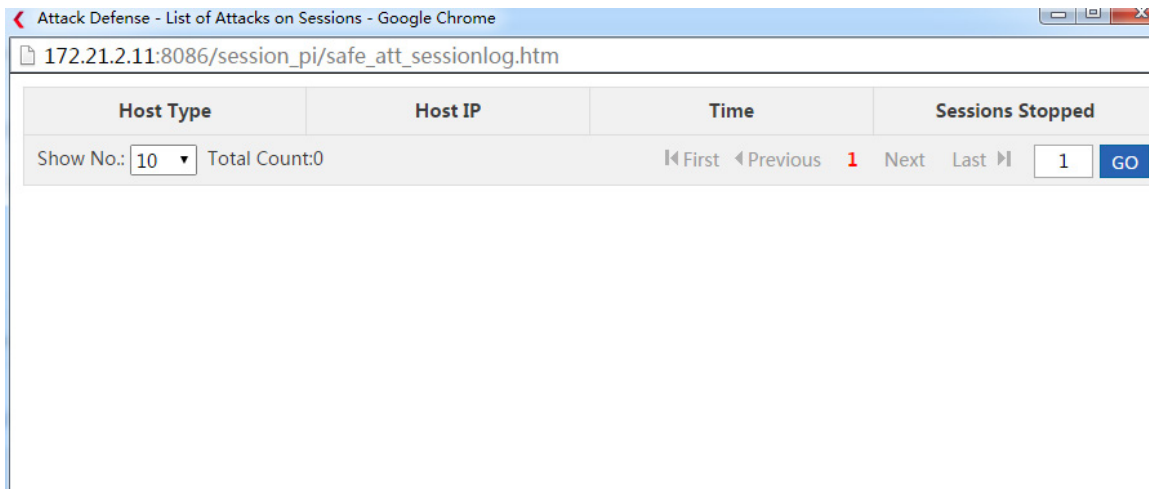 Attack Defense - List of Attacks on Sessions - Google Chrome
172.21.2.11:8086/session_pi/safe_att_sessionlog.htm
Host Type Host IP Time Sessions Stopped
Show No.: 10 Total Count:0 First Previous 1 Next Last 1 GO